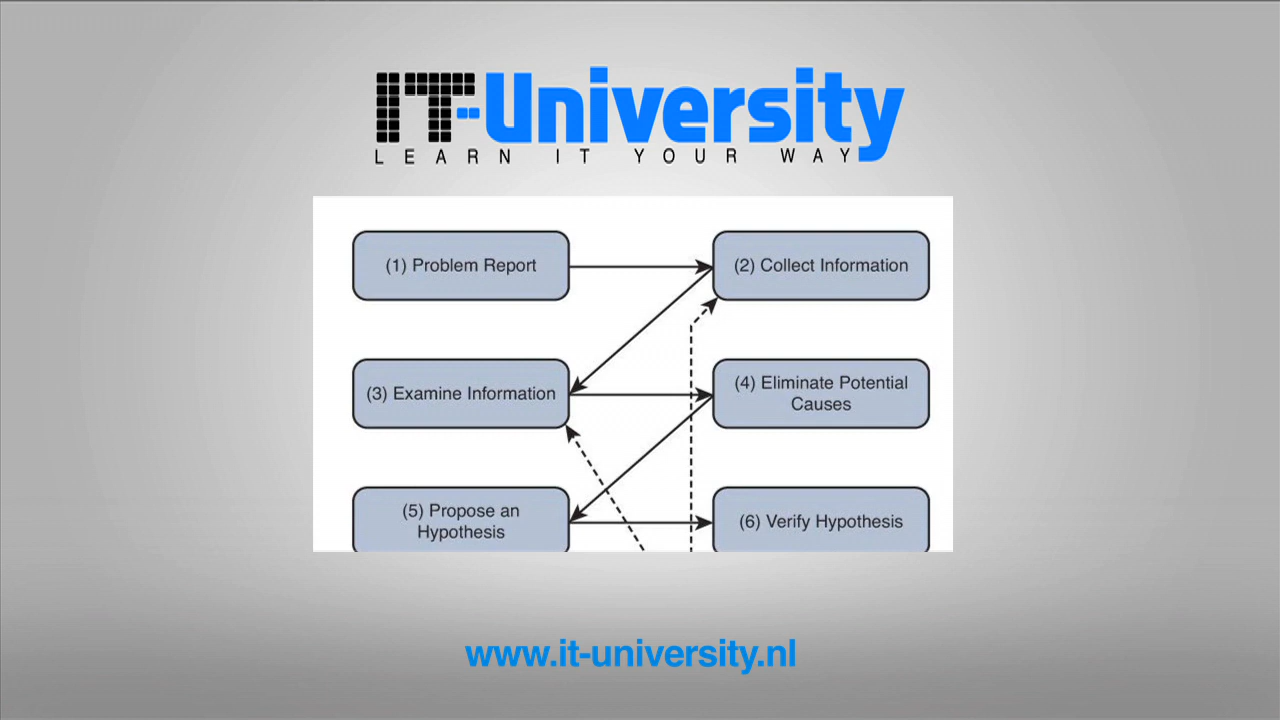 IT-University
LEARN IT YOUR WAY
(1) Problem Report
(2) Collect Information
(3) Examine Information
(4) Eliminate Potential
Causes
(5) Propose an
Hypothesis
(6) Verify Hypothesis
www.it-university.nl